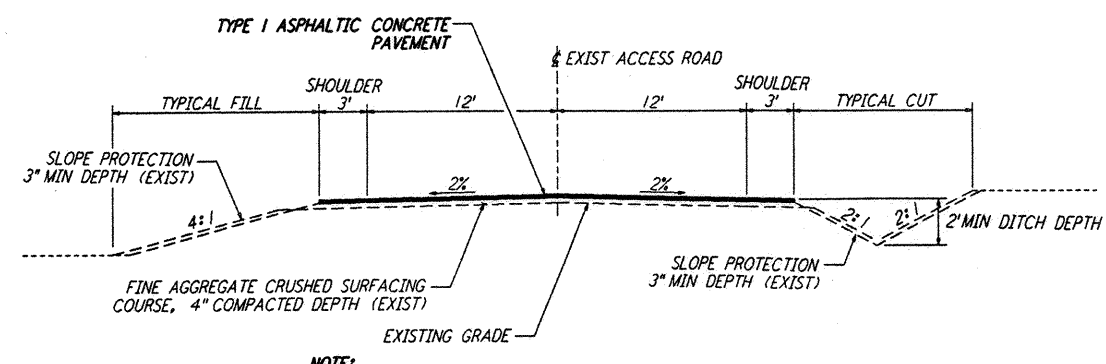 TYPE 1 ASPHALTIC CONCRETE
PAVEMENT
℄ EXIST ACCESS ROAD
SHOULDER
SHOULDER
TYPICAL FILL
3'
12'
12'
3'
TYPICAL CUT
SLOPE PROTECTION
3" MIN DEPTH (EXIST)
2%
2%
4:1
2:1
2:1
2' MIN DITCH DEPTH
SLOPE PROTECTION
3" MIN DEPTH (EXIST)
FINE AGGREGATE CRUSHED SURFACING
COURSE, 4" COMPACTED DEPTH (EXIST)
EXISTING GRADE
NOTE: